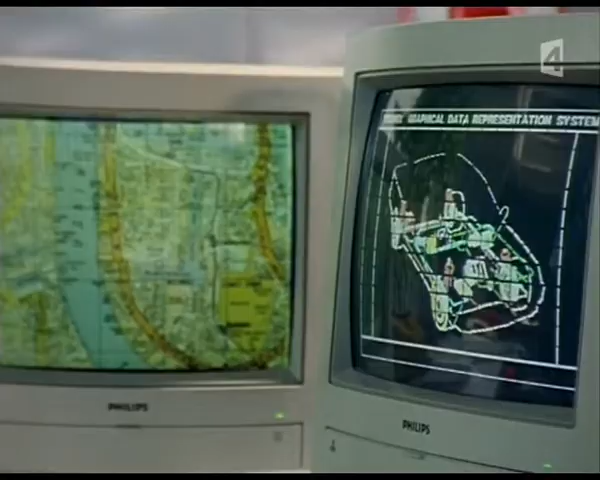 4
GRAPHICAL DATA REPRESENTATION SYSTEM
PHILIPS
PHILIPS